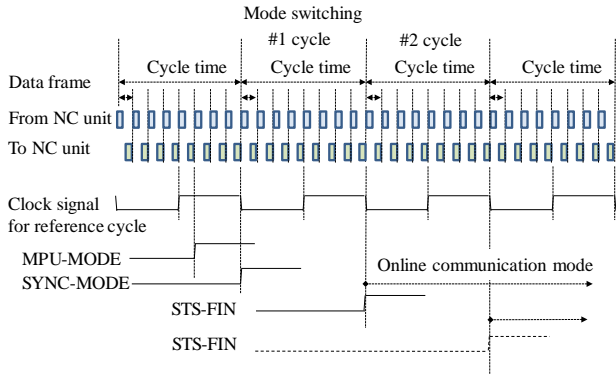 Mode switching
#1 cycle #2 cycle
Cycle time Cycle time Cycle time Cycle time
Data frame
From NC unit
To NC unit
Clock signal
for reference cycle
MPU-MODE
SYNC-MODE
Online communication mode
STS-FIN
STS-FIN